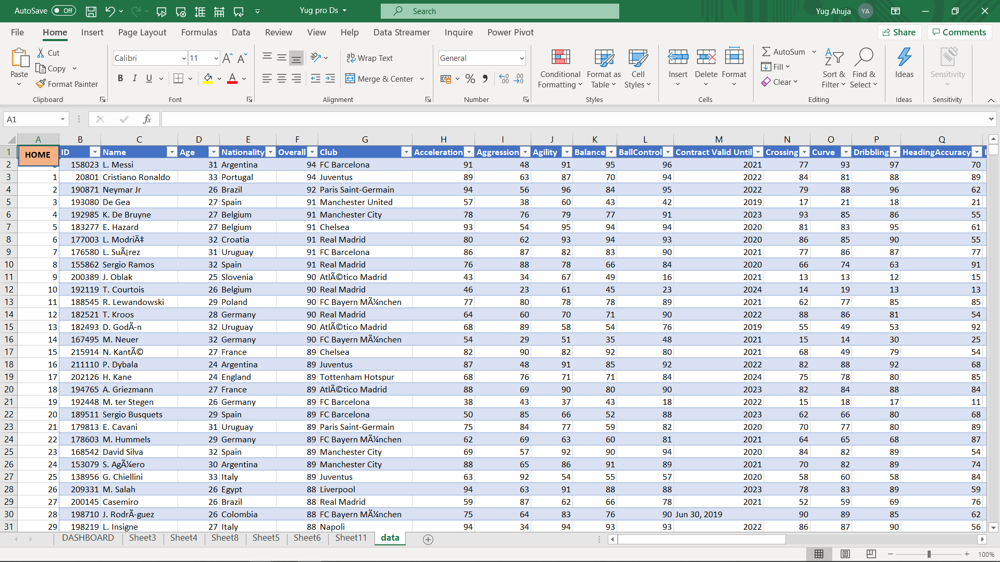 AutoSave Off Yug pro Ds Search Yug Ahuja YA
File Home Insert Page Layout Formulas Data Review View Help Data Streamer Inquire Power Pivot Share Comments
Paste Cut Copy Format Painter Clipboard
Calibri 11 B I U A Font
Wrap Text Merge & Center Alignment
General % Number
Conditional Formatting Format as Table Cell Styles Styles
Insert Delete Format Cells
AutoSum Fill Clear Sort & Filter Find & Select Editing
Ideas Ideas
Sensitivity Sensitivity
A1 fx
A B C D E F G H I J K L M N O P Q
1 HOME ID Name Age Nationality Overall Club Acceleration Aggression Agility Balance BallControl Contract Valid Until Crossing Curve Dribbling HeadingAccuracy
2 158023 L. Messi 31 Argentina 94 FC Barcelona 91 48 91 95 96 2021 77 93 97 70
3 1 20801 Cristiano Ronaldo 33 Portugal 94 Juventus 89 63 87 70 94 2022 84 81 88 89
4 2 190871 Neymar Jr 26 Brazil 92 Paris Saint-Germain 94 56 96 84 95 2022 79 88 96 62
5 3 193080 De Gea 27 Spain 91 Manchester United 57 38 60 43 42 2019 17 21 18 21
6 4 192985 K. De Bruyne 27 Belgium 91 Manchester City 78 76 79 77 91 2023 93 85 86 55
7 5 183277 E. Hazard 27 Belgium 91 Chelsea 93 54 95 94 94 2020 81 83 95 61
8 6 177003 L. ModriÄ‡ 32 Croatia 91 Real Madrid 80 62 93 94 93 2020 86 85 90 55
9 7 176580 L. SuÃ¡rez 31 Uruguay 91 FC Barcelona 86 87 82 83 90 2021 77 86 87 77
10 8 155862 Sergio Ramos 32 Spain 91 Real Madrid 76 88 78 66 84 2020 66 74 63 91
11 9 200389 J. Oblak 25 Slovenia 90 AtlÃ©tico Madrid 43 34 67 49 16 2021 13 13 12 15
12 10 192119 T. Courtois 26 Belgium 90 Real Madrid 46 23 61 45 23 2024 14 19 13 13
13 11 188545 R. Lewandowski 29 Poland 90 FC Bayern MÃ¼nchen 77 80 78 78 89 2021 62 77 85 85
14 12 182521 T. Kroos 28 Germany 90 Real Madrid 64 60 70 71 90 2022 88 86 81 54
15 13 182493 D. GodÃ-n 32 Uruguay 90 AtlÃ©tico Madrid 68 89 58 54 76 2019 55 49 53 92
16 14 167495 M. Neuer 32 Germany 90 FC Bayern MÃ¼nchen 54 29 51 35 48 2021 15 14 30 25
17 15 215914 N. KantÃ© 27 France 89 Chelsea 82 90 82 92 80 2021 68 49 79 54
18 16 211110 P. Dybala 24 Argentina 89 Juventus 87 48 91 85 92 2022 82 88 92 68
19 17 202126 H. Kane 24 England 89 Tottenham Hotspur 68 76 71 71 84 2024 75 78 80 85
20 18 194765 A. Griezmann 27 France 89 AtlÃ©tico Madrid 88 69 90 80 90 2023 82 84 88 84
21 19 192448 M. ter Stegen 26 Germany 89 FC Barcelona 38 43 37 43 18 2022 15 18 17 11
22 20 189511 Sergio Busquets 29 Spain 89 FC Barcelona 50 85 66 52 88 2023 62 66 80 68
23 21 179813 E. Cavani 31 Uruguay 89 Paris Saint-Germain 75 84 77 59 82 2020 70 77 80 89
24 22 178603 M. Hummels 29 Germany 89 FC Bayern MÃ¼nchen 62 69 63 60 81 2021 64 65 68 87
25 23 168542 David Silva 32 Spain 89 Manchester City 69 57 92 90 94 2020 84 82 89 54
26 24 153079 S. AgÃ¼ero 30 Argentina 89 Manchester City 88 65 86 91 89 2021 70 82 89 74
27 25 138956 G. Chiellini 33 Italy 89 Juventus 63 92 54 55 57 2020 58 60 58 84
28 26 209331 M. Salah 26 Egypt 88 Liverpool 94 63 91 88 88 2023 78 83 89 59
29 27 200145 Casemiro 26 Brazil 88 Real Madrid 59 87 62 66 78 2021 52 59 69 76
30 28 198710 J. RodrÃ-guez 26 Colombia 88 FC Bayern MÃ¼nchen 75 64 83 76 90 Jun 30, 2019 90 89 85 62
31 29 198219 L. Insigne 27 Italy 88 Napoli 94 34 94 93 93 2022 86 87 90 56
DASHBOARD Sheet3 Sheet4 Sheet8 Sheet5 Sheet6 Sheet11 data
100%